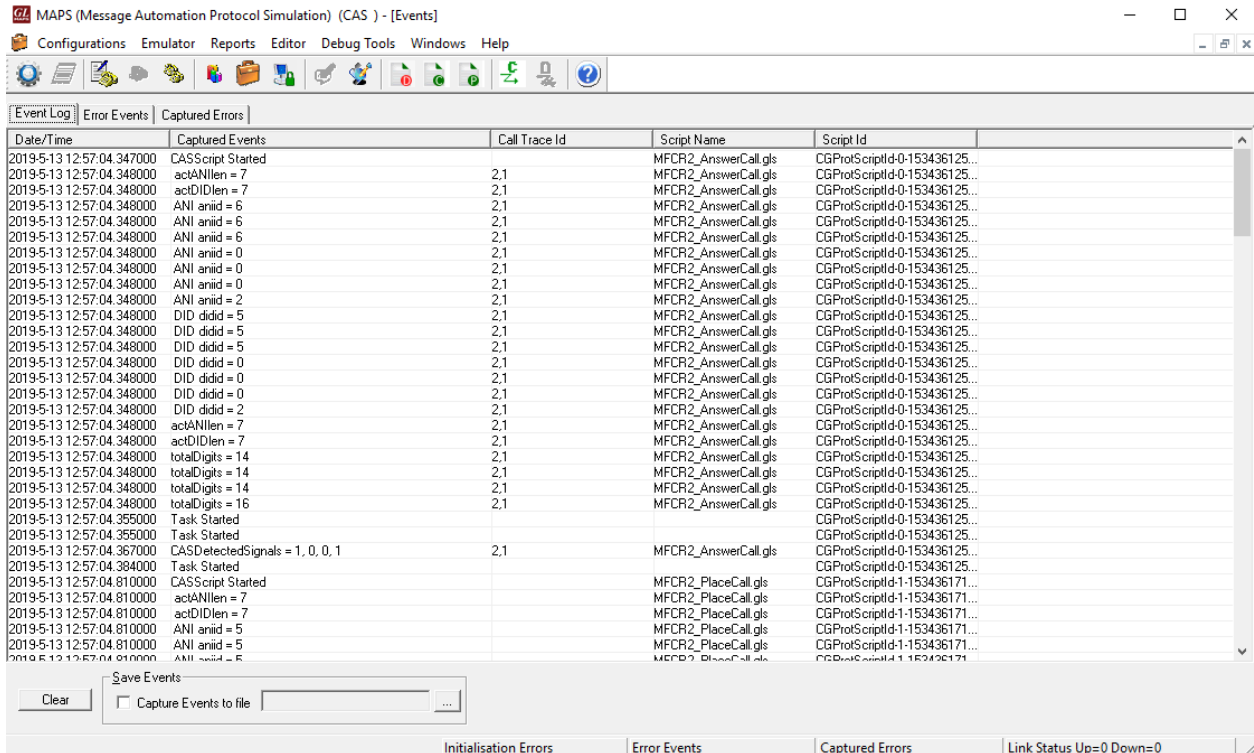 GL MAPS MAPS (Message Automation Protocol Simulation) (CAS ) - [Events]
Configurations Emulator Reports Editor Debug Tools Windows Help
D C P C D ?
Event Log Error Events Captured Errors
Date/Time Captured Events Call Trace Id Script Name Script Id
2019-5-13 12:57:04.347000 CASScript Started MFCR2_AnswerCall.gls CGProtScriptId-0-153436125...
2019-5-13 12:57:04.348000 actANIlen = 7 2,1 MFCR2_AnswerCall.gls CGProtScriptId-0-153436125...
2019-5-13 12:57:04.348000 actDIDlen = 7 2,1 MFCR2_AnswerCall.gls CGProtScriptId-0-153436125...
2019-5-13 12:57:04.348000 ANI aniid = 6 2,1 MFCR2_AnswerCall.gls CGProtScriptId-0-153436125...
2019-5-13 12:57:04.348000 ANI aniid = 6 2,1 MFCR2_AnswerCall.gls CGProtScriptId-0-153436125...
2019-5-13 12:57:04.348000 ANI aniid = 6 2,1 MFCR2_AnswerCall.gls CGProtScriptId-0-153436125...
2019-5-13 12:57:04.348000 ANI aniid = 0 2,1 MFCR2_AnswerCall.gls CGProtScriptId-0-153436125...
2019-5-13 12:57:04.348000 ANI aniid = 0 2,1 MFCR2_AnswerCall.gls CGProtScriptId-0-153436125...
2019-5-13 12:57:04.348000 ANI aniid = 0 2,1 MFCR2_AnswerCall.gls CGProtScriptId-0-153436125...
2019-5-13 12:57:04.348000 ANI aniid = 2 2,1 MFCR2_AnswerCall.gls CGProtScriptId-0-153436125...
2019-5-13 12:57:04.348000 DID didid = 5 2,1 MFCR2_AnswerCall.gls CGProtScriptId-0-153436125...
2019-5-13 12:57:04.348000 DID didid = 5 2,1 MFCR2_AnswerCall.gls CGProtScriptId-0-153436125...
2019-5-13 12:57:04.348000 DID didid = 5 2,1 MFCR2_AnswerCall.gls CGProtScriptId-0-153436125...
2019-5-13 12:57:04.348000 DID didid = 0 2,1 MFCR2_AnswerCall.gls CGProtScriptId-0-153436125...
2019-5-13 12:57:04.348000 DID didid = 0 2,1 MFCR2_AnswerCall.gls CGProtScriptId-0-153436125...
2019-5-13 12:57:04.348000 DID didid = 0 2,1 MFCR2_AnswerCall.gls CGProtScriptId-0-153436125...
2019-5-13 12:57:04.348000 DID didid = 2 2,1 MFCR2_AnswerCall.gls CGProtScriptId-0-153436125...
2019-5-13 12:57:04.348000 actANIlen = 7 2,1 MFCR2_AnswerCall.gls CGProtScriptId-0-153436125...
2019-5-13 12:57:04.348000 actDIDlen = 7 2,1 MFCR2_AnswerCall.gls CGProtScriptId-0-153436125...
2019-5-13 12:57:04.348000 totalDigits = 14 2,1 MFCR2_AnswerCall.gls CGProtScriptId-0-153436125...
2019-5-13 12:57:04.348000 totalDigits = 14 2,1 MFCR2_AnswerCall.gls CGProtScriptId-0-153436125...
2019-5-13 12:57:04.348000 totalDigits = 14 2,1 MFCR2_AnswerCall.gls CGProtScriptId-0-153436125...
2019-5-13 12:57:04.348000 totalDigits = 16 2,1 MFCR2_AnswerCall.gls CGProtScriptId-0-153436125...
2019-5-13 12:57:04.355000 Task Started CGProtScriptId-0-153436125...
2019-5-13 12:57:04.355000 Task Started CGProtScriptId-0-153436125...
2019-5-13 12:57:04.367000 CASDetectedSignals = 1, 0, 0, 1 2,1 MFCR2_AnswerCall.gls CGProtScriptId-0-153436125...
2019-5-13 12:57:04.384000 Task Started CGProtScriptId-0-153436125...
2019-5-13 12:57:04.810000 CASScript Started MFCR2_PlaceCall.gls CGProtScriptId-1-153436171...
2019-5-13 12:57:04.810000 actANIlen = 7 MFCR2_PlaceCall.gls CGProtScriptId-1-153436171...
2019-5-13 12:57:04.810000 actDIDlen = 7 MFCR2_PlaceCall.gls CGProtScriptId-1-153436171...
2019-5-13 12:57:04.810000 ANI aniid = 5 MFCR2_PlaceCall.gls CGProtScriptId-1-153436171...
2019-5-13 12:57:04.810000 ANI aniid = 5 MFCR2_PlaceCall.gls CGProtScriptId-1-153436171...
2019-5-13 12:57:04.810000 ANI aniid = 5 MFCR2_PlaceCall.gls CGProtScriptId-1-153436171...
Save Events
Clear Capture Events to file ...
Initialisation Errors Error Events Captured Errors Link Status Up=0 Down=0